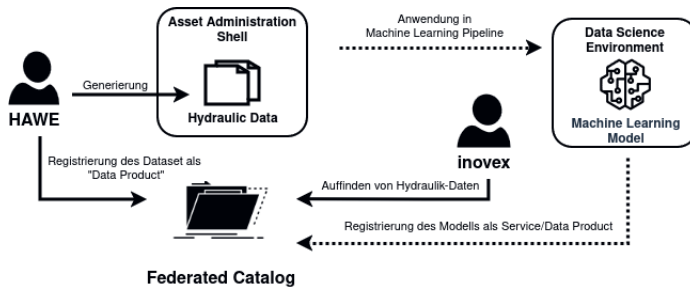 Asset Administration
Shell
Hydraulic Data
Anwendung in
Machine Learning Pipeline
Data Science
Environment
Machine Learning
Model
HAWE
Generierung
inovex
Registrierung des Dataset als
"Data Product"
Auffinden von Hydraulik-Daten
Registrierung des Modells als Service/Data Product
Federated Catalog